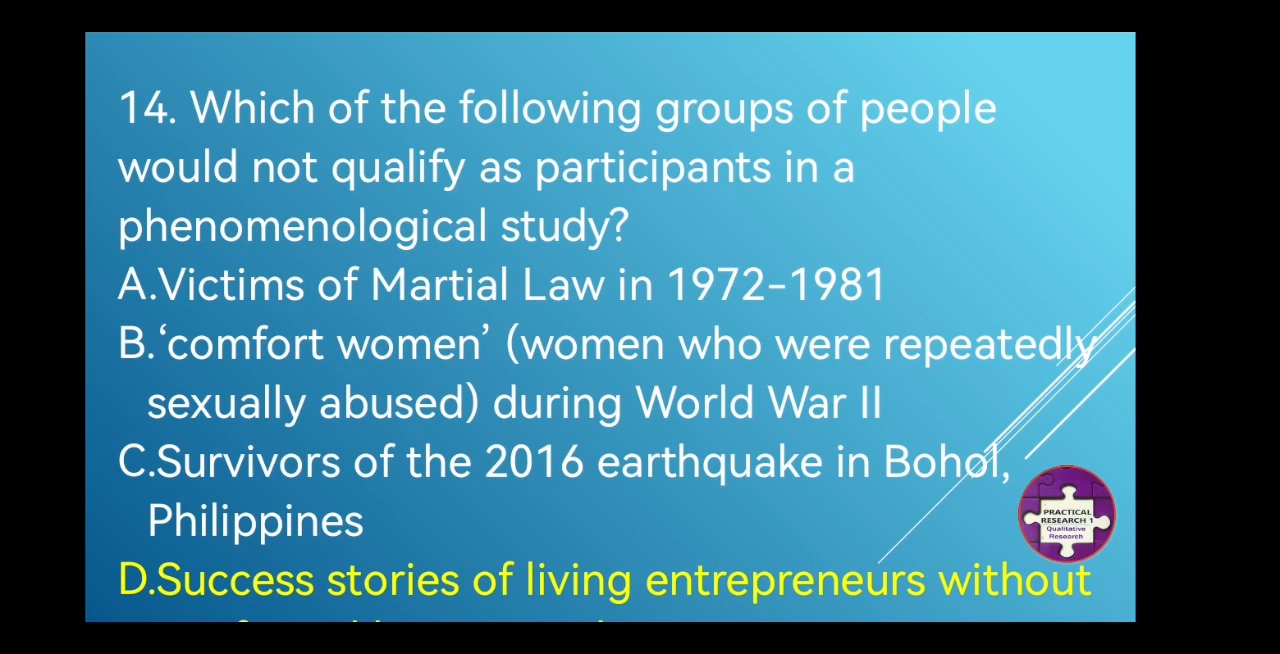 14. Which of the following groups of people
would not qualify as participants in a
phenomenological study?
A.Victims of Martial Law in 1972-1981
B.‘comfort women’ (women who were repeatedly
sexually abused) during World War II
C.Survivors of the 2016 earthquake in Bohol,
Philippines
D.Success stories of living entrepreneurs without
PRACTICAL
RESEARCH 1
Qualitative
Research